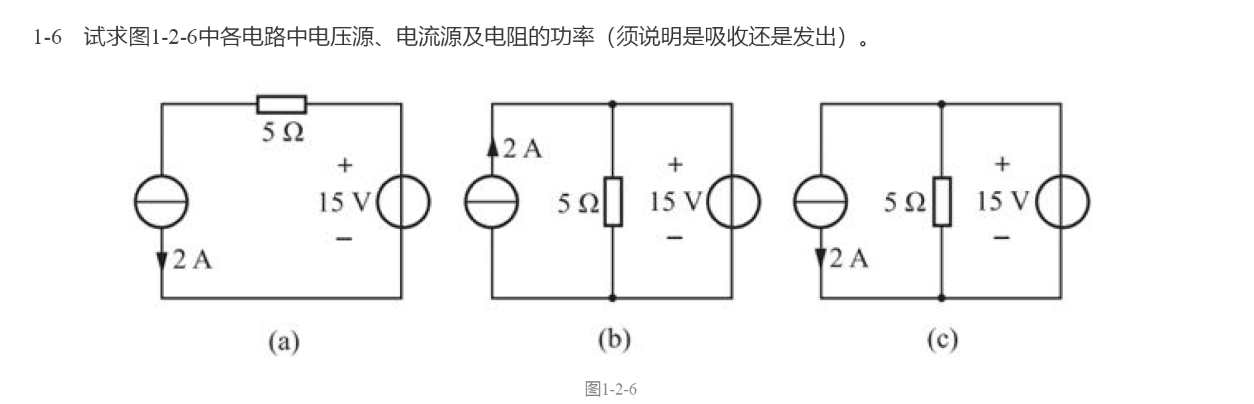 1-6 试求图1-2-6中各电路中电压源、电流源及电阻的功率（须说明是吸收还是发出）。
5 Ω
+
15 V
−
2 A
(a)
2 A
5 Ω
+
15 V
−
(b)
5 Ω
+
15 V
−
2 A
(c)
图1-2-6